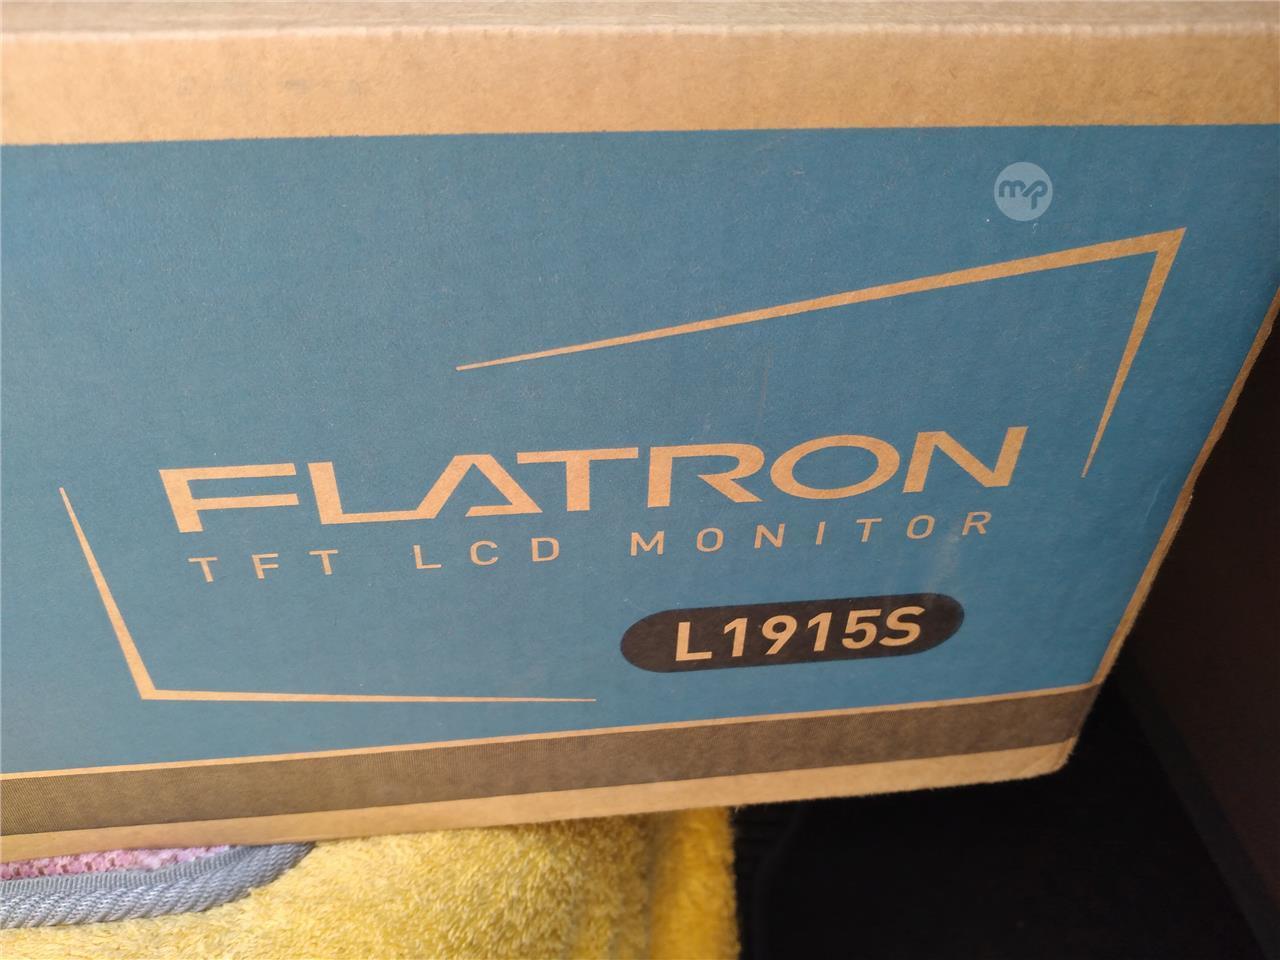 mp
FLATRON
TFT LCD MONITOR
L1915S